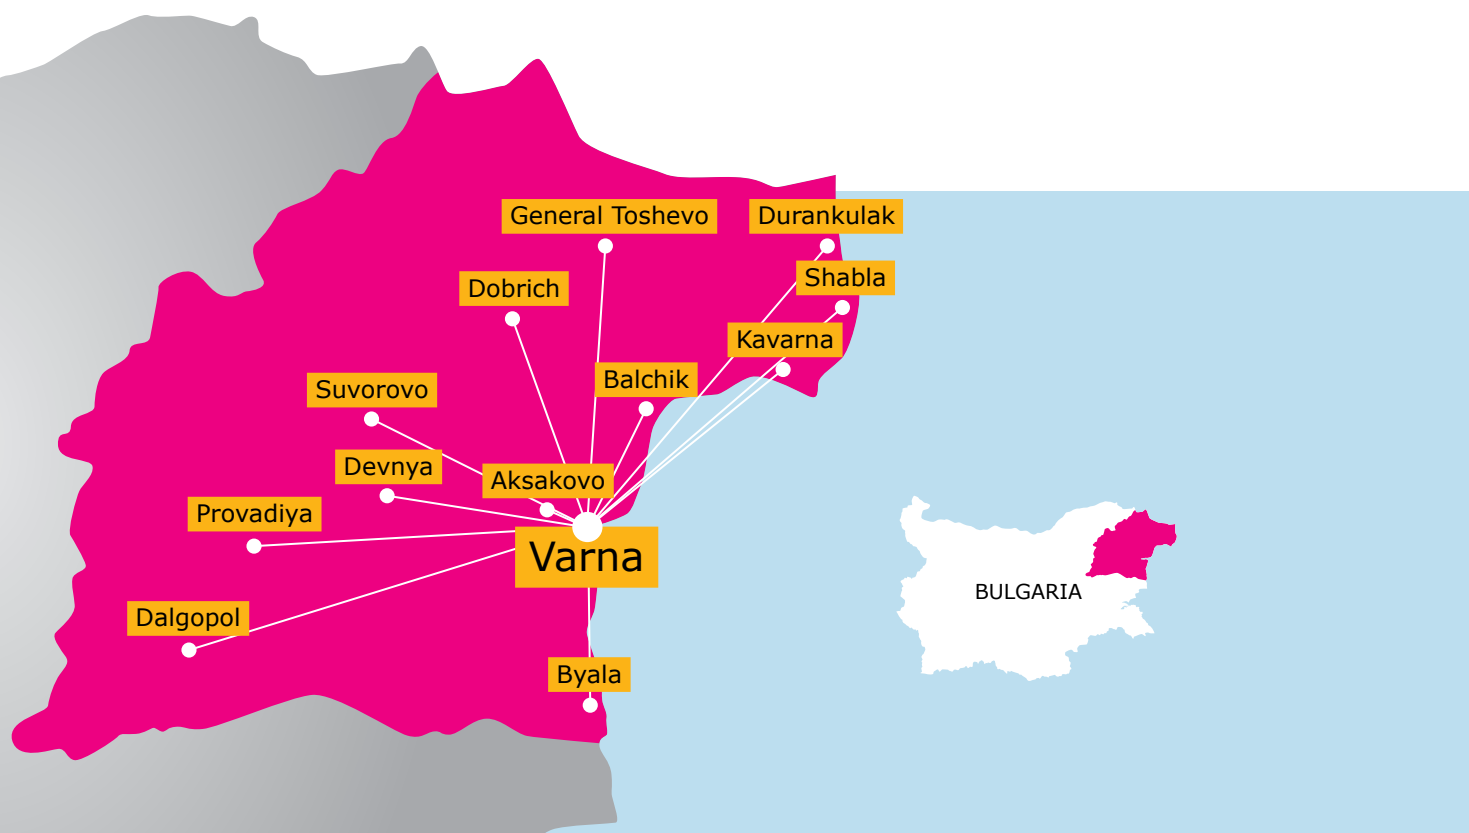 General Toshevo
Durankulak
Shabla
Dobrich
Kavarna
Balchik
Suvorovo
Devnya
Aksakovo
Provadiya
Varna
BULGARIA
Dalgopol
Byala